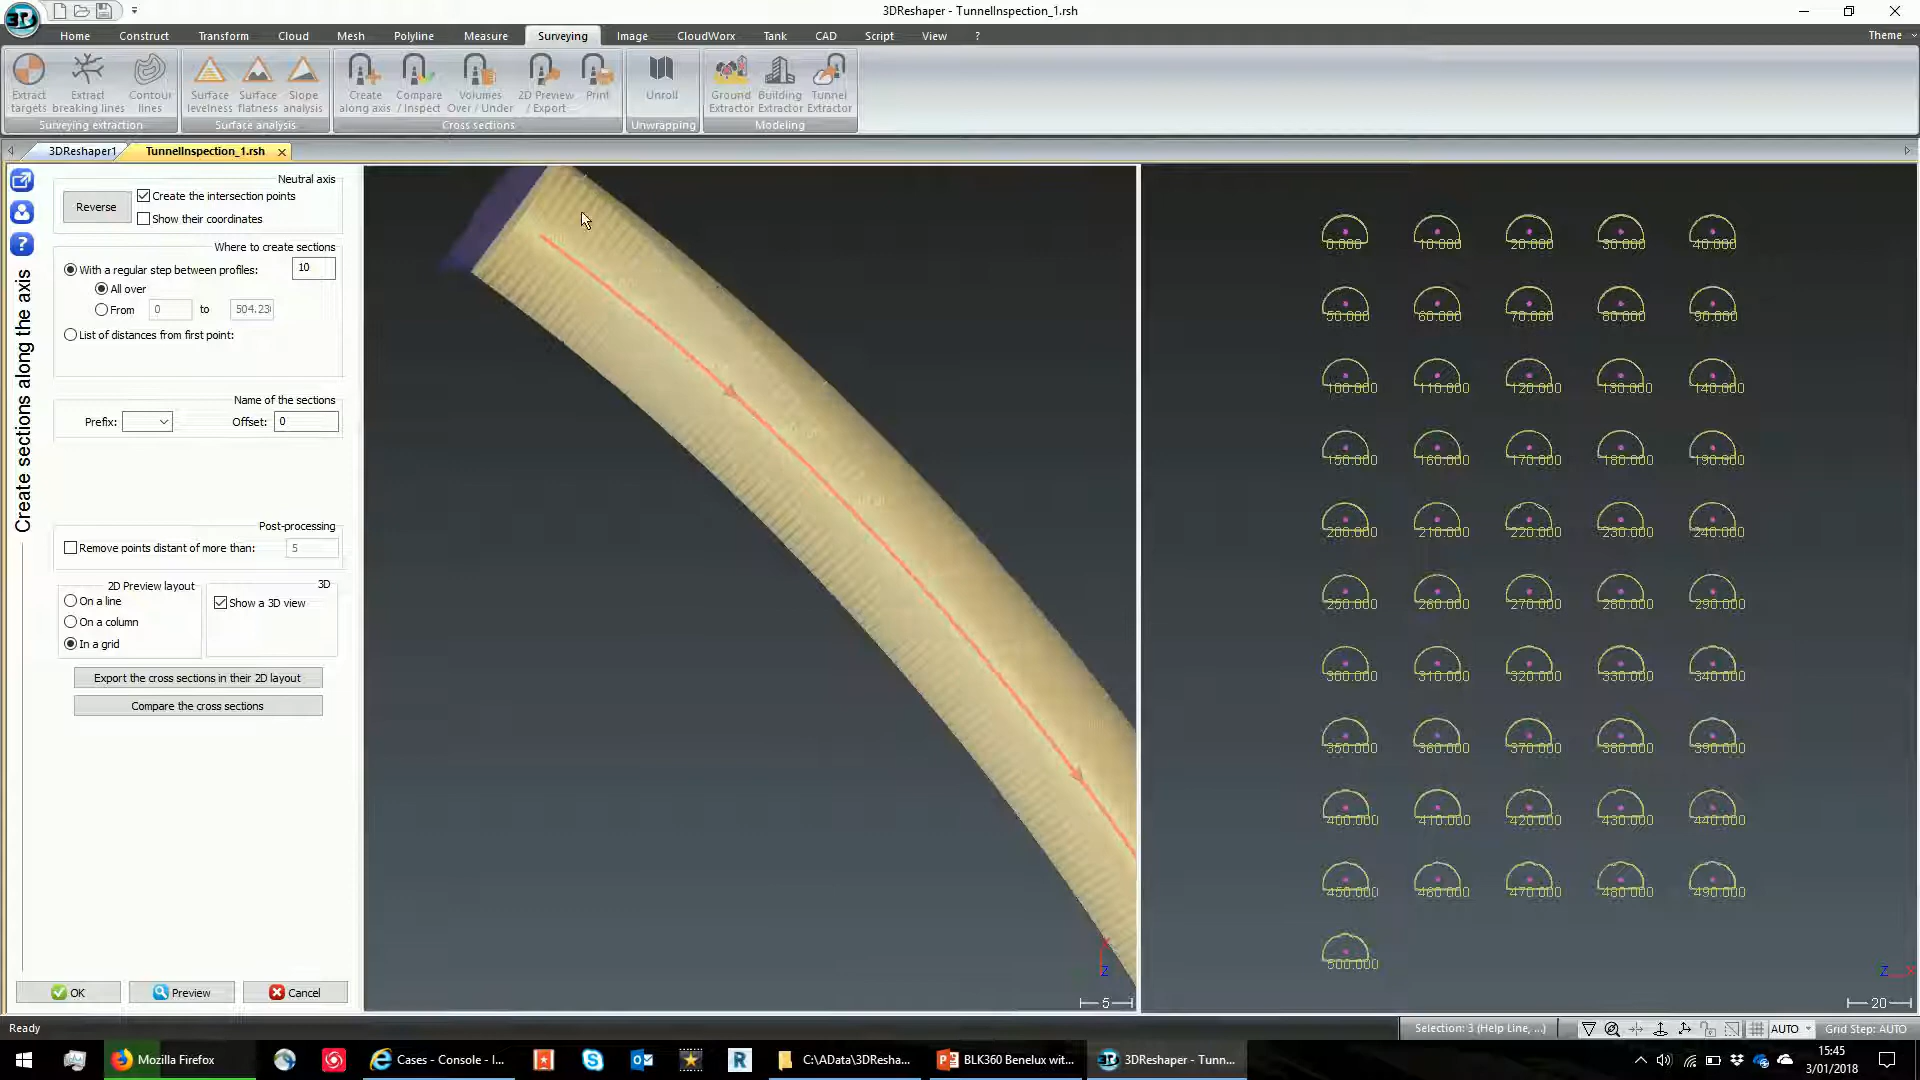 3DReshaper - TunnelInspection_1.rsh
Home Construct Transform Cloud Mesh Polyline Measure Surveying Image CloudWorx Tank CAD Script View ? Theme
Extract targets
Extract breaking lines
Contour lines
Surface levelness
Surface flatness
Slope analysis
Create along axis
Compare / Inspect
Volumes Over / Under
2D Preview / Export
Print
Unroll
Ground Extractor
Building Extractor
Tunnel Extractor
Surveying extraction Surface analysis Cross sections Unwrapping Modeling
3DReshaper1 TunnelInspection_1.rsh
Create sections along the axis
Neutral axis
Reverse
Create the intersection points
Show their coordinates
Where to create sections
With a regular step between profiles: 10
All over
From 0 to 504.23
List of distances from first point:
Name of the sections
Prefix: Offset: 0
Post-processing
Remove points distant of more than: 5
2D Preview layout
On a line
On a column
In a grid
3D
Show a 3D view
Export the cross sections in their 2D layout
Compare the cross sections
OK Preview Cancel
Z
5
0.000 10.000 20.000 30.000 40.000
50.000 60.000 70.000 80.000 90.000
100.000 110.000 120.000 130.000 140.000
150.000 160.000 170.000 180.000 190.000
200.000 210.000 220.000 230.000 240.000
250.000 260.000 270.000 280.000 290.000
300.000 310.000 320.000 330.000 340.000
350.000 360.000 370.000 380.000 390.000
400.000 410.000 420.000 430.000 440.000
450.000 460.000 470.000 480.000 490.000
500.000
Z X
20
Ready
Selection: 3 (Help Line, ...) AUTO Grid Step: AUTO
Mozilla Firefox
Cases - Console - I...
C:\AData\3DResha...
BLK360 Benelux wit...
3DReshaper - Tunn...
15:45
3/01/2018